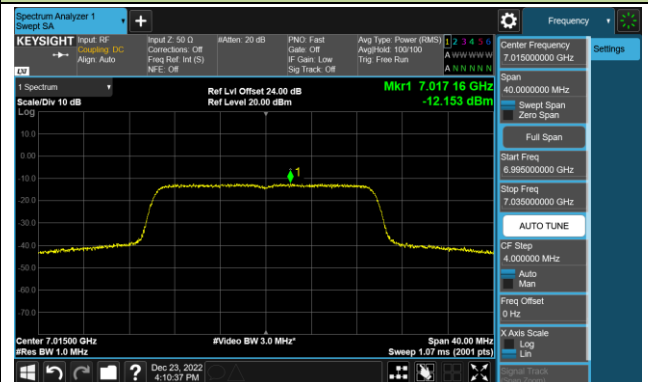 Spectrum Analyzer 1
Swept SA
Frequency
KEYSIGHT
Input: RF
Coupling: DC
Align: Auto
Input Z: 50 Ω
Corrections: Off
Freq Ref: Int (S)
NFE: Off
#Atten: 20 dB
PNO: Fast
Gate: Off
IF Gain: Low
Sig Track: Off
Avg Type: Power (RMS)
Avg|Hold: 100/100
Trig: Free Run
1 2 3 4 5 6
A W W W W W
A N N N N N
LXI
1 Spectrum
Scale/Div 10 dB
Log
Ref Lvl Offset 24.00 dB
Ref Level 20.00 dBm
Mkr1 7.017 16 GHz
-12.153 dBm
10.0
0.00
-10.0
-20.0
-30.0
-40.0
-50.0
-60.0
-70.0
1
Center 7.01500 GHz
#Res BW 1.0 MHz
#Video BW 3.0 MHz*
Span 40.00 MHz
Sweep 1.07 ms (2001 pts)
Center Frequency
7.015000000 GHz
Settings
Span
40.0000000 MHz
Swept Span
Zero Span
Full Span
Start Freq
6.995000000 GHz
Stop Freq
7.035000000 GHz
AUTO TUNE
CF Step
4.000000 MHz
Auto
Man
Freq Offset
0 Hz
X Axis Scale
Log
Lin
Signal Track
Dec 23, 2022
4:10:37 PM